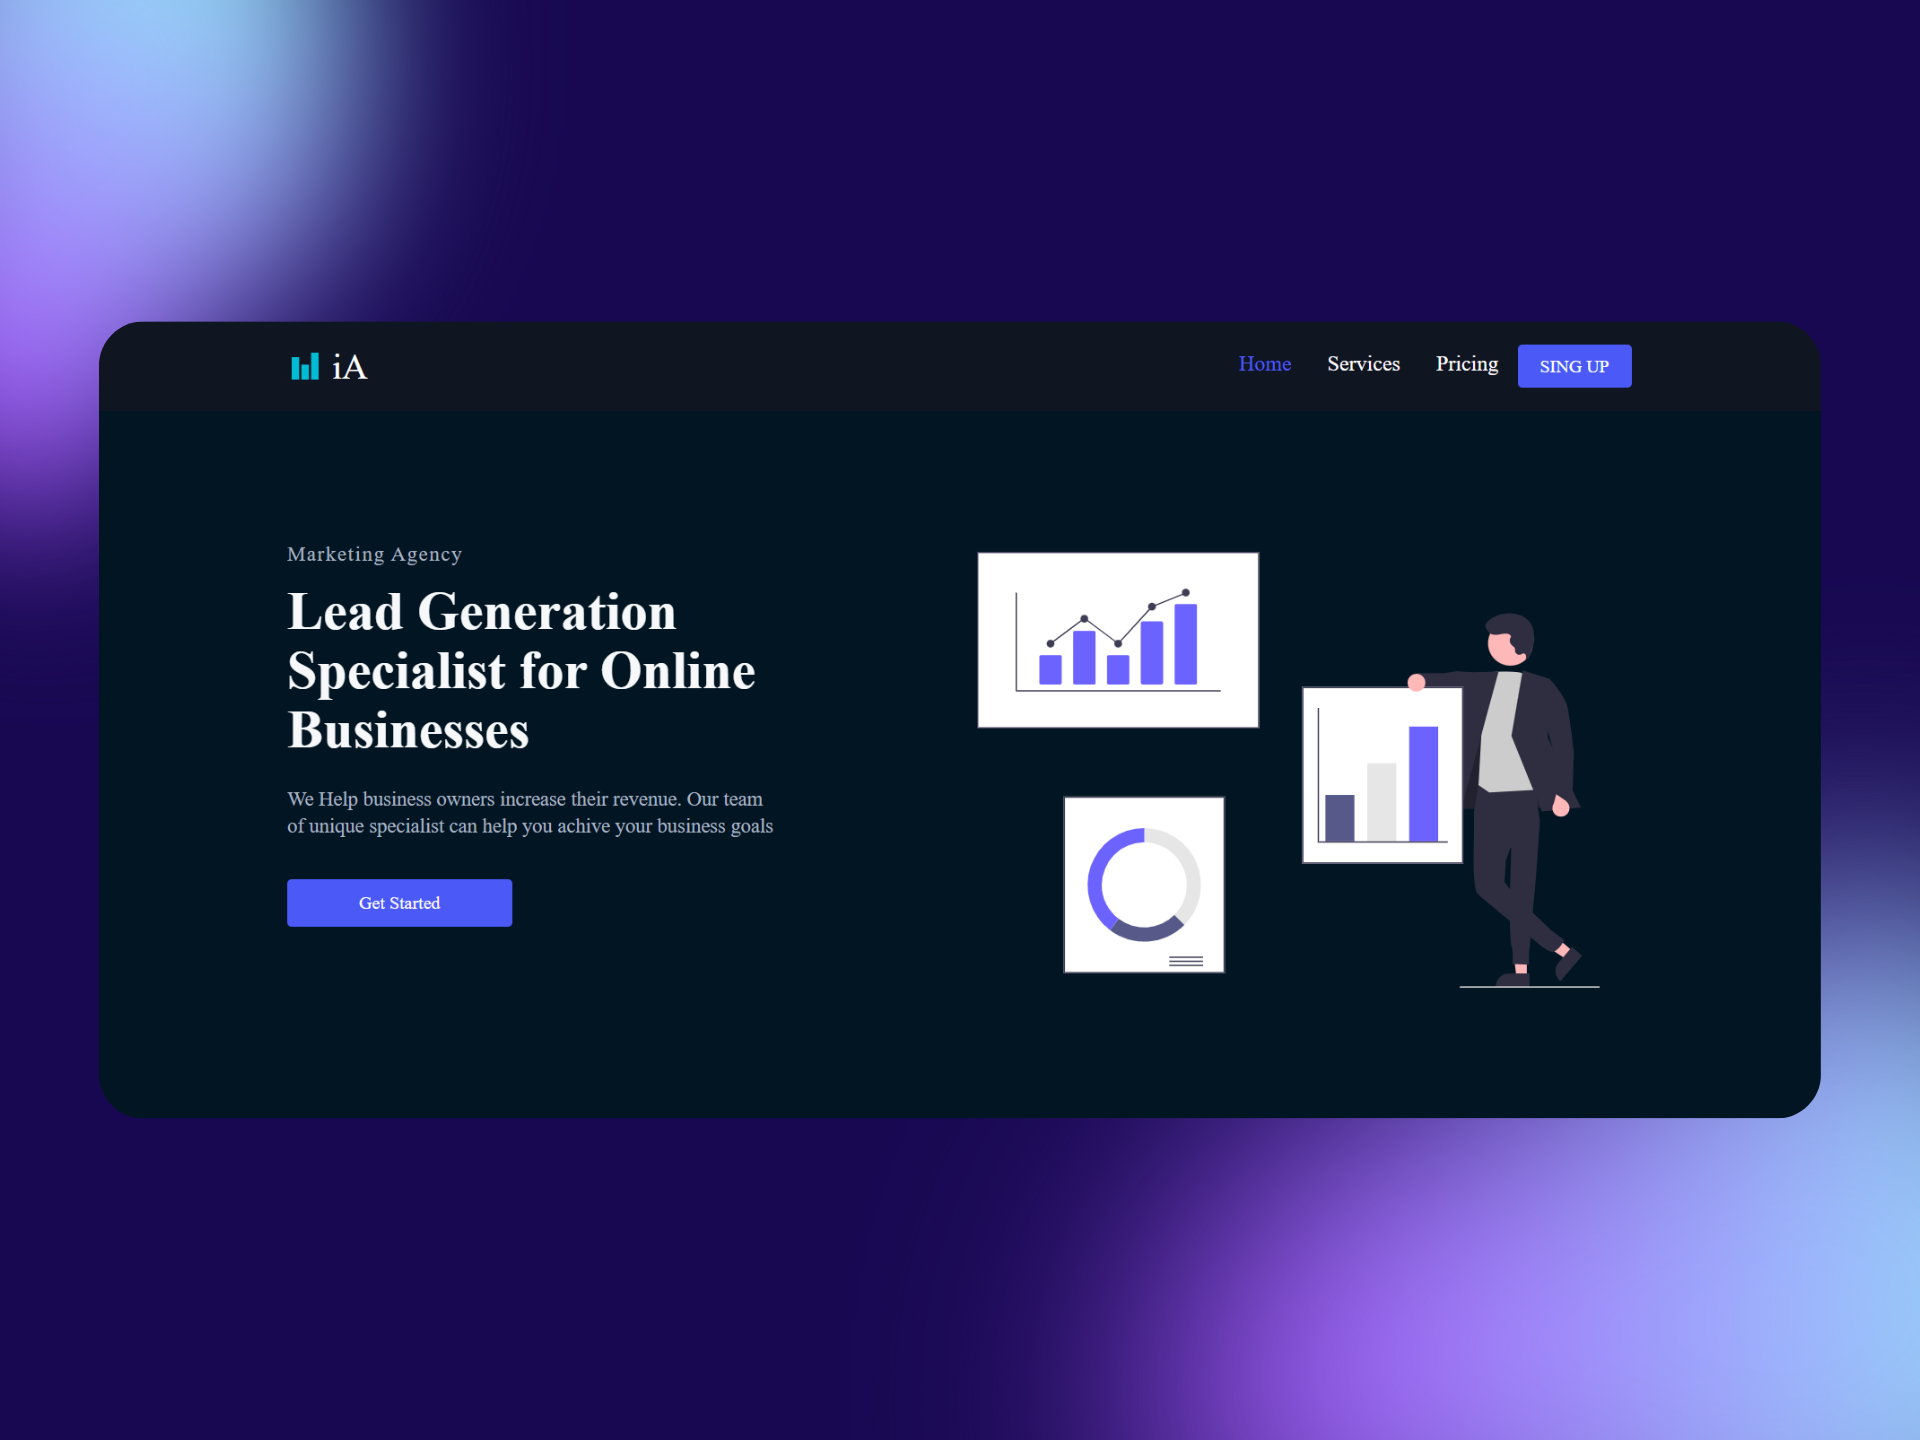 iA
Home
Services
Pricing
SING UP
Marketing Agency
Lead Generation
Specialist for Online
Businesses
We Help business owners increase their revenue. Our team
of unique specialist can help you achive your business goals
Get Started